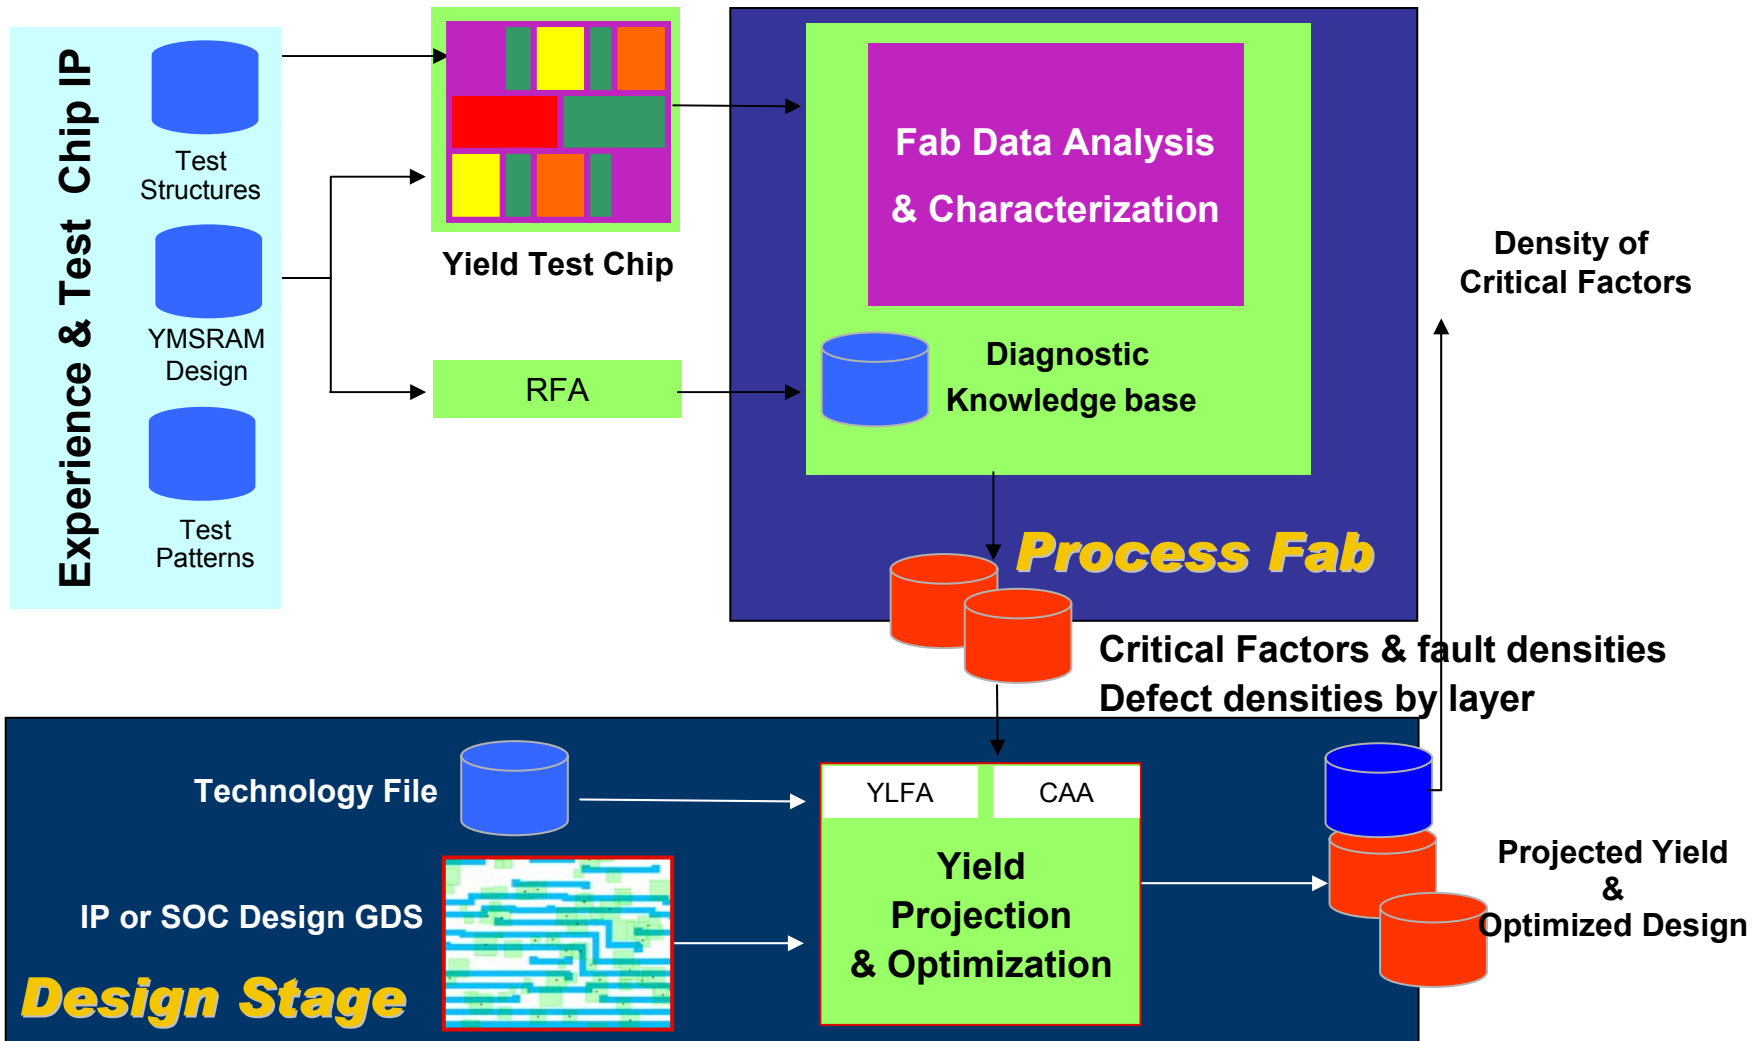 Experience & Test Chip IP
Test
Structures
YMSRAM
Design
Test
Patterns
Yield Test Chip
RFA
Fab Data Analysis
& Characterization
Diagnostic
Knowledge base
Process Fab
Density of
Critical Factors
Critical Factors & fault densities
Defect densities by layer
Technology File
IP or SOC Design GDS
Design Stage
YLFA
CAA
Yield
Projection
& Optimization
Projected Yield
&
Optimized Design